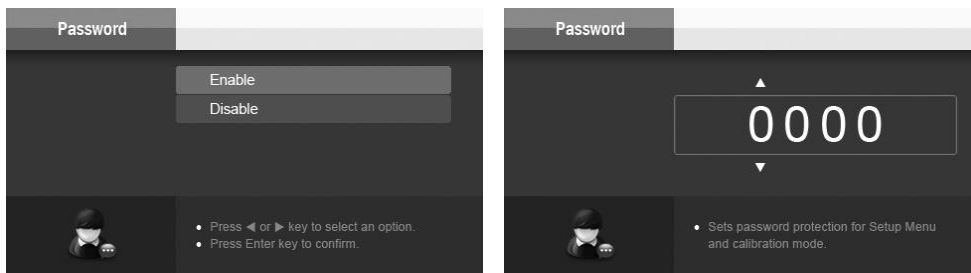 Password
Enable
Disable
• Press ◀ or ▶ key to select an option.
• Press Enter key to confirm.
Password
▲
0000
▼
• Sets password protection for Setup Menu
and calibration mode.